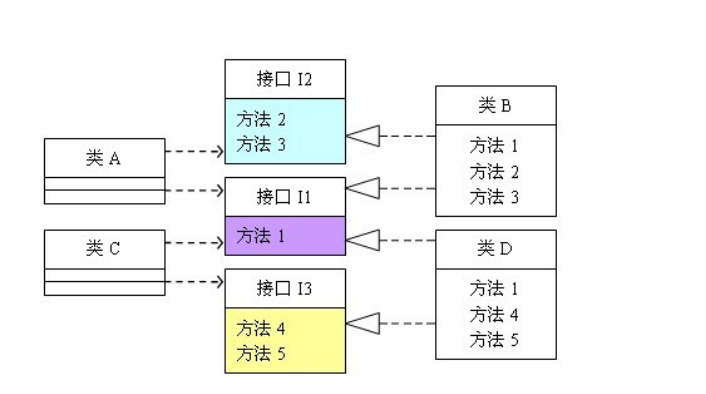 接口 I2
方法 2
方法 3
类 A
接口 I1
方法 1
类 C
接口 I3
方法 4
方法 5
类 B
方法 1
方法 2
方法 3
类 D
方法 1
方法 4
方法 5